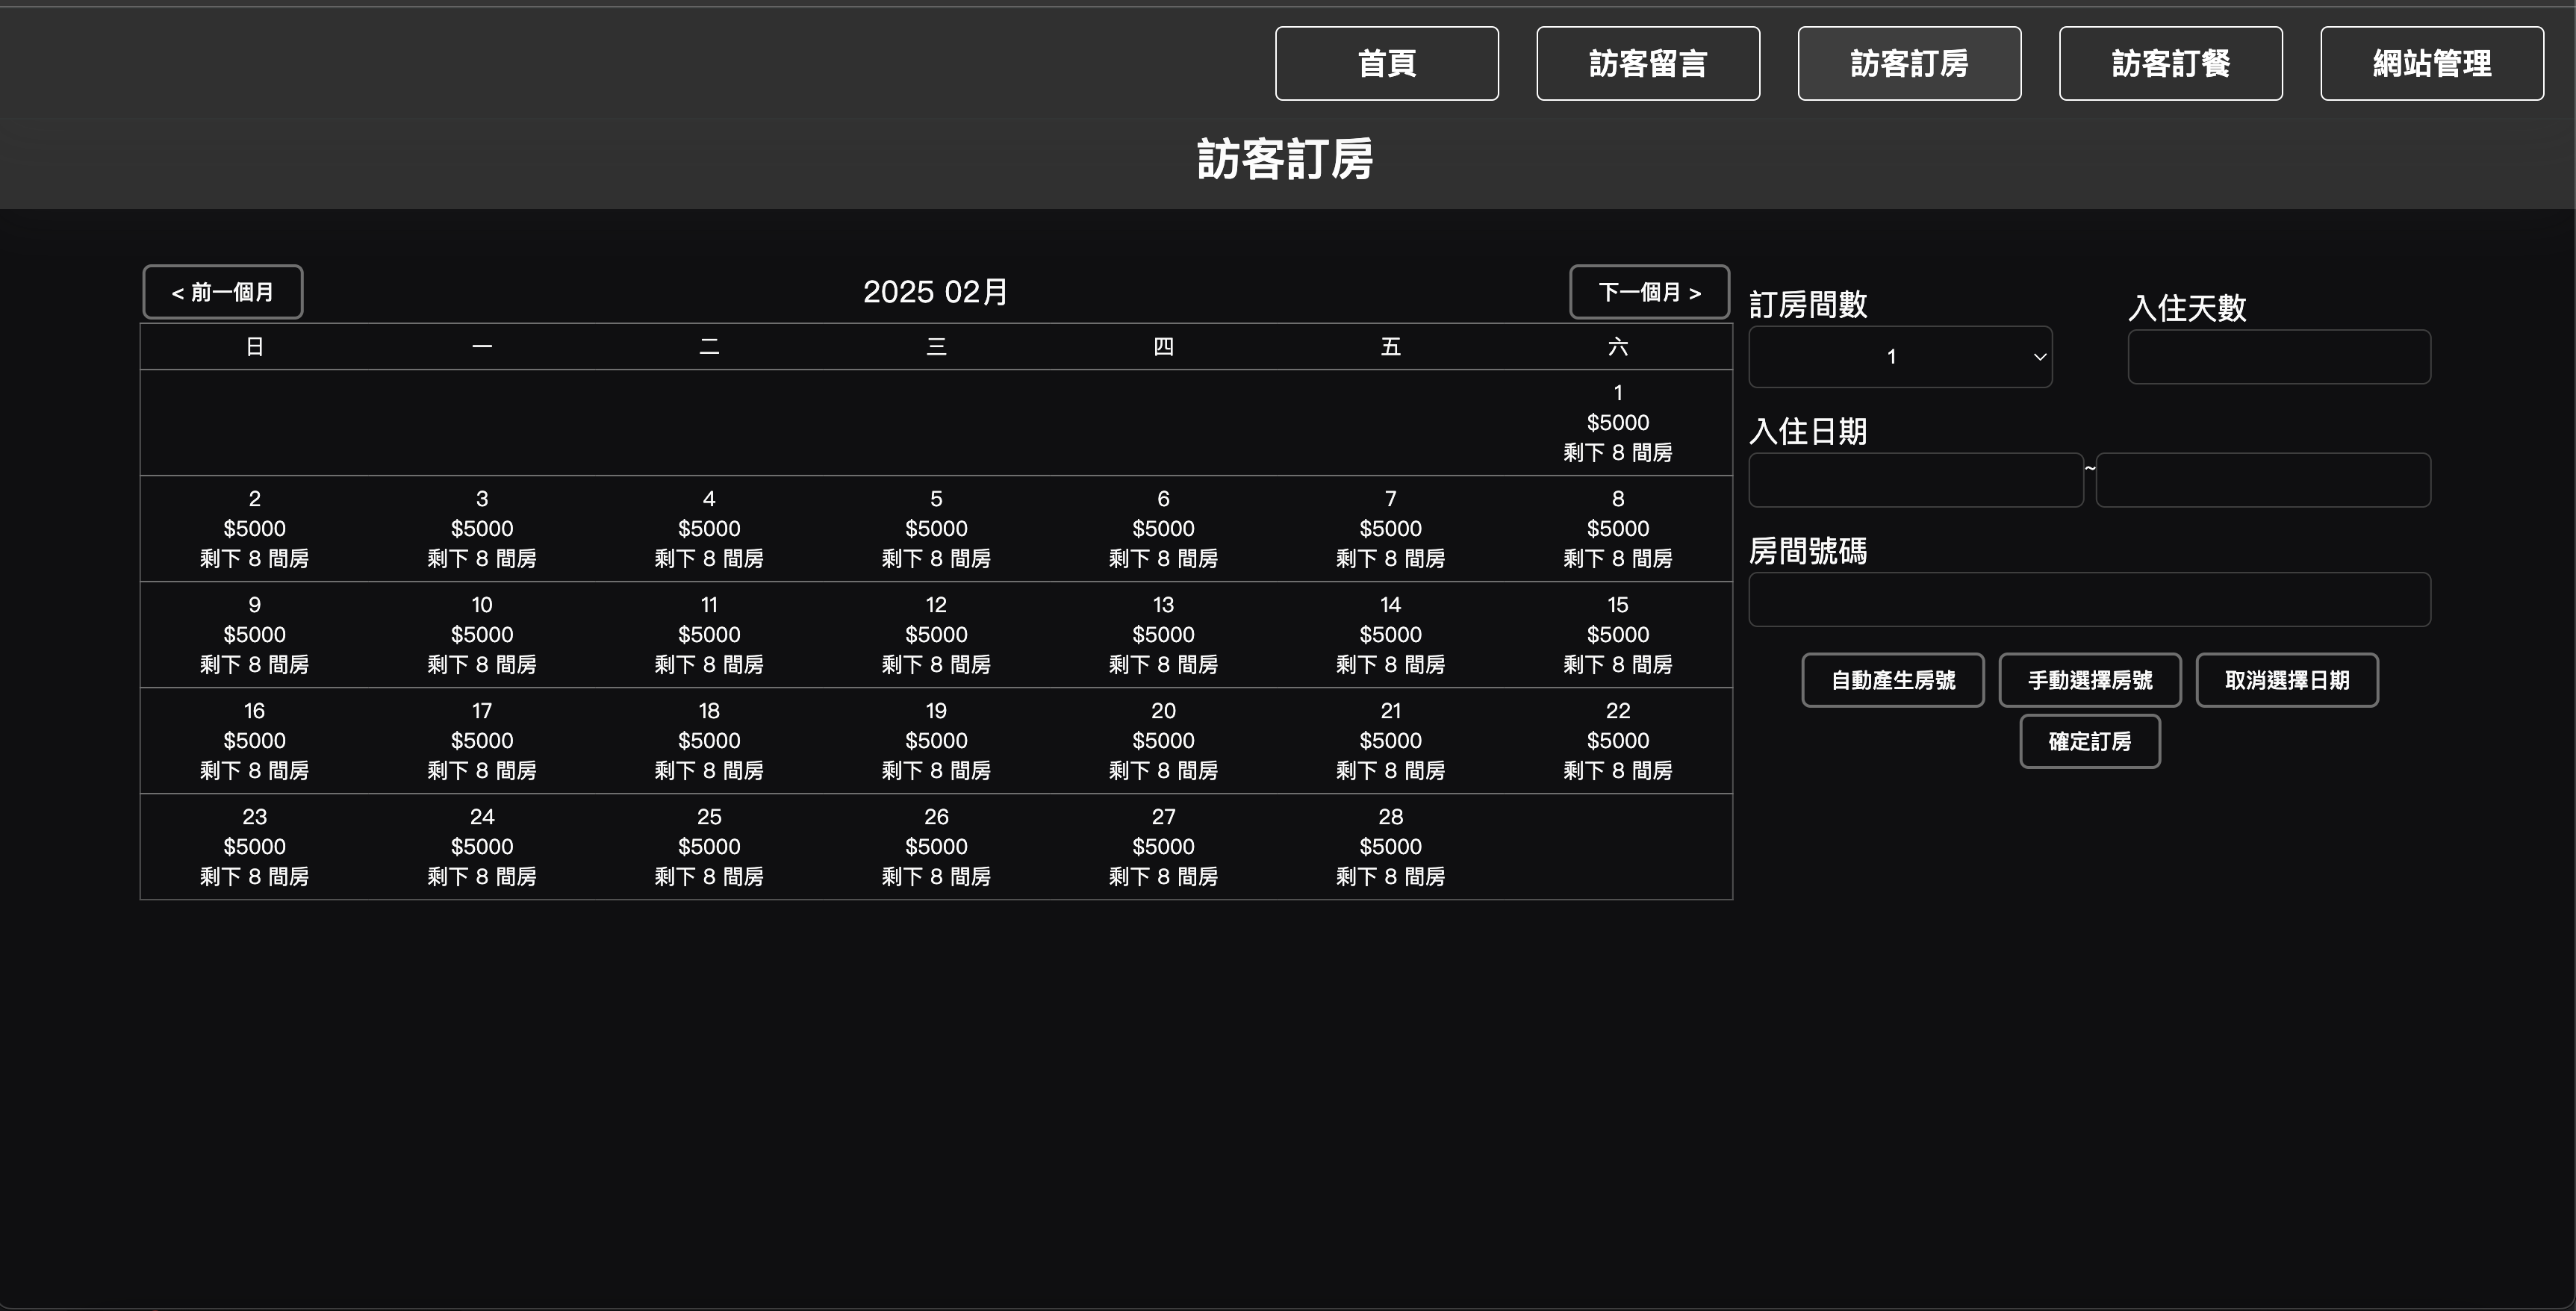 首頁 訪客留言 訪客訂房 訪客訂餐 網站管理
訪客訂房
< 前一個月 2025 02月 下一個月 >
日 一 二 三 四 五 六
1
$5000
剩下 8 間房
2 3 4 5 6 7 8
$5000 $5000 $5000 $5000 $5000 $5000 $5000
剩下 8 間房 剩下 8 間房 剩下 8 間房 剩下 8 間房 剩下 8 間房 剩下 8 間房 剩下 8 間房
9 10 11 12 13 14 15
$5000 $5000 $5000 $5000 $5000 $5000 $5000
剩下 8 間房 剩下 8 間房 剩下 8 間房 剩下 8 間房 剩下 8 間房 剩下 8 間房 剩下 8 間房
16 17 18 19 20 21 22
$5000 $5000 $5000 $5000 $5000 $5000 $5000
剩下 8 間房 剩下 8 間房 剩下 8 間房 剩下 8 間房 剩下 8 間房 剩下 8 間房 剩下 8 間房
23 24 25 26 27 28
$5000 $5000 $5000 $5000 $5000 $5000
剩下 8 間房 剩下 8 間房 剩下 8 間房 剩下 8 間房 剩下 8 間房 剩下 8 間房
訂房間數 入住天數
1
入住日期
~
房間號碼
自動產生房號 手動選擇房號 取消選擇日期
確定訂房